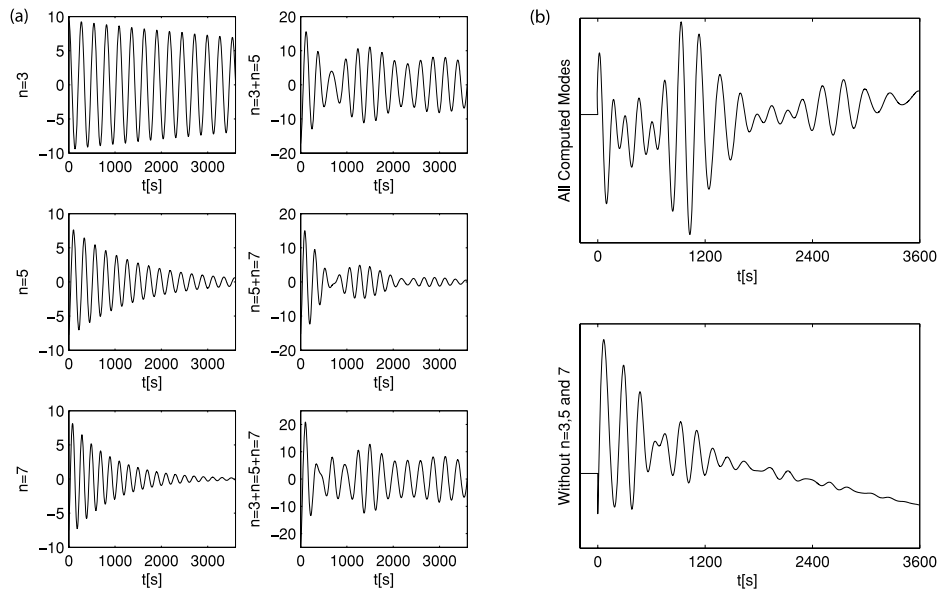 (a)
10
5
0
−5
−10
n=3
0 1000 2000 3000
t[s]
20
10
0
−10
−20
n=3+n=5
0 1000 2000 3000
t[s]
10
5
0
−5
−10
n=5
0 1000 2000 3000
t[s]
20
10
0
−10
−20
n=5+n=7
0 1000 2000 3000
t[s]
10
5
0
−5
−10
n=7
0 1000 2000 3000
t[s]
20
10
0
−10
−20
n=3+n=5+n=7
0 1000 2000 3000
t[s]
(b)
All Computed Modes
0 1200 2400 3600
t[s]
Without n=3,5 and 7
0 1200 2400 3600
t[s]